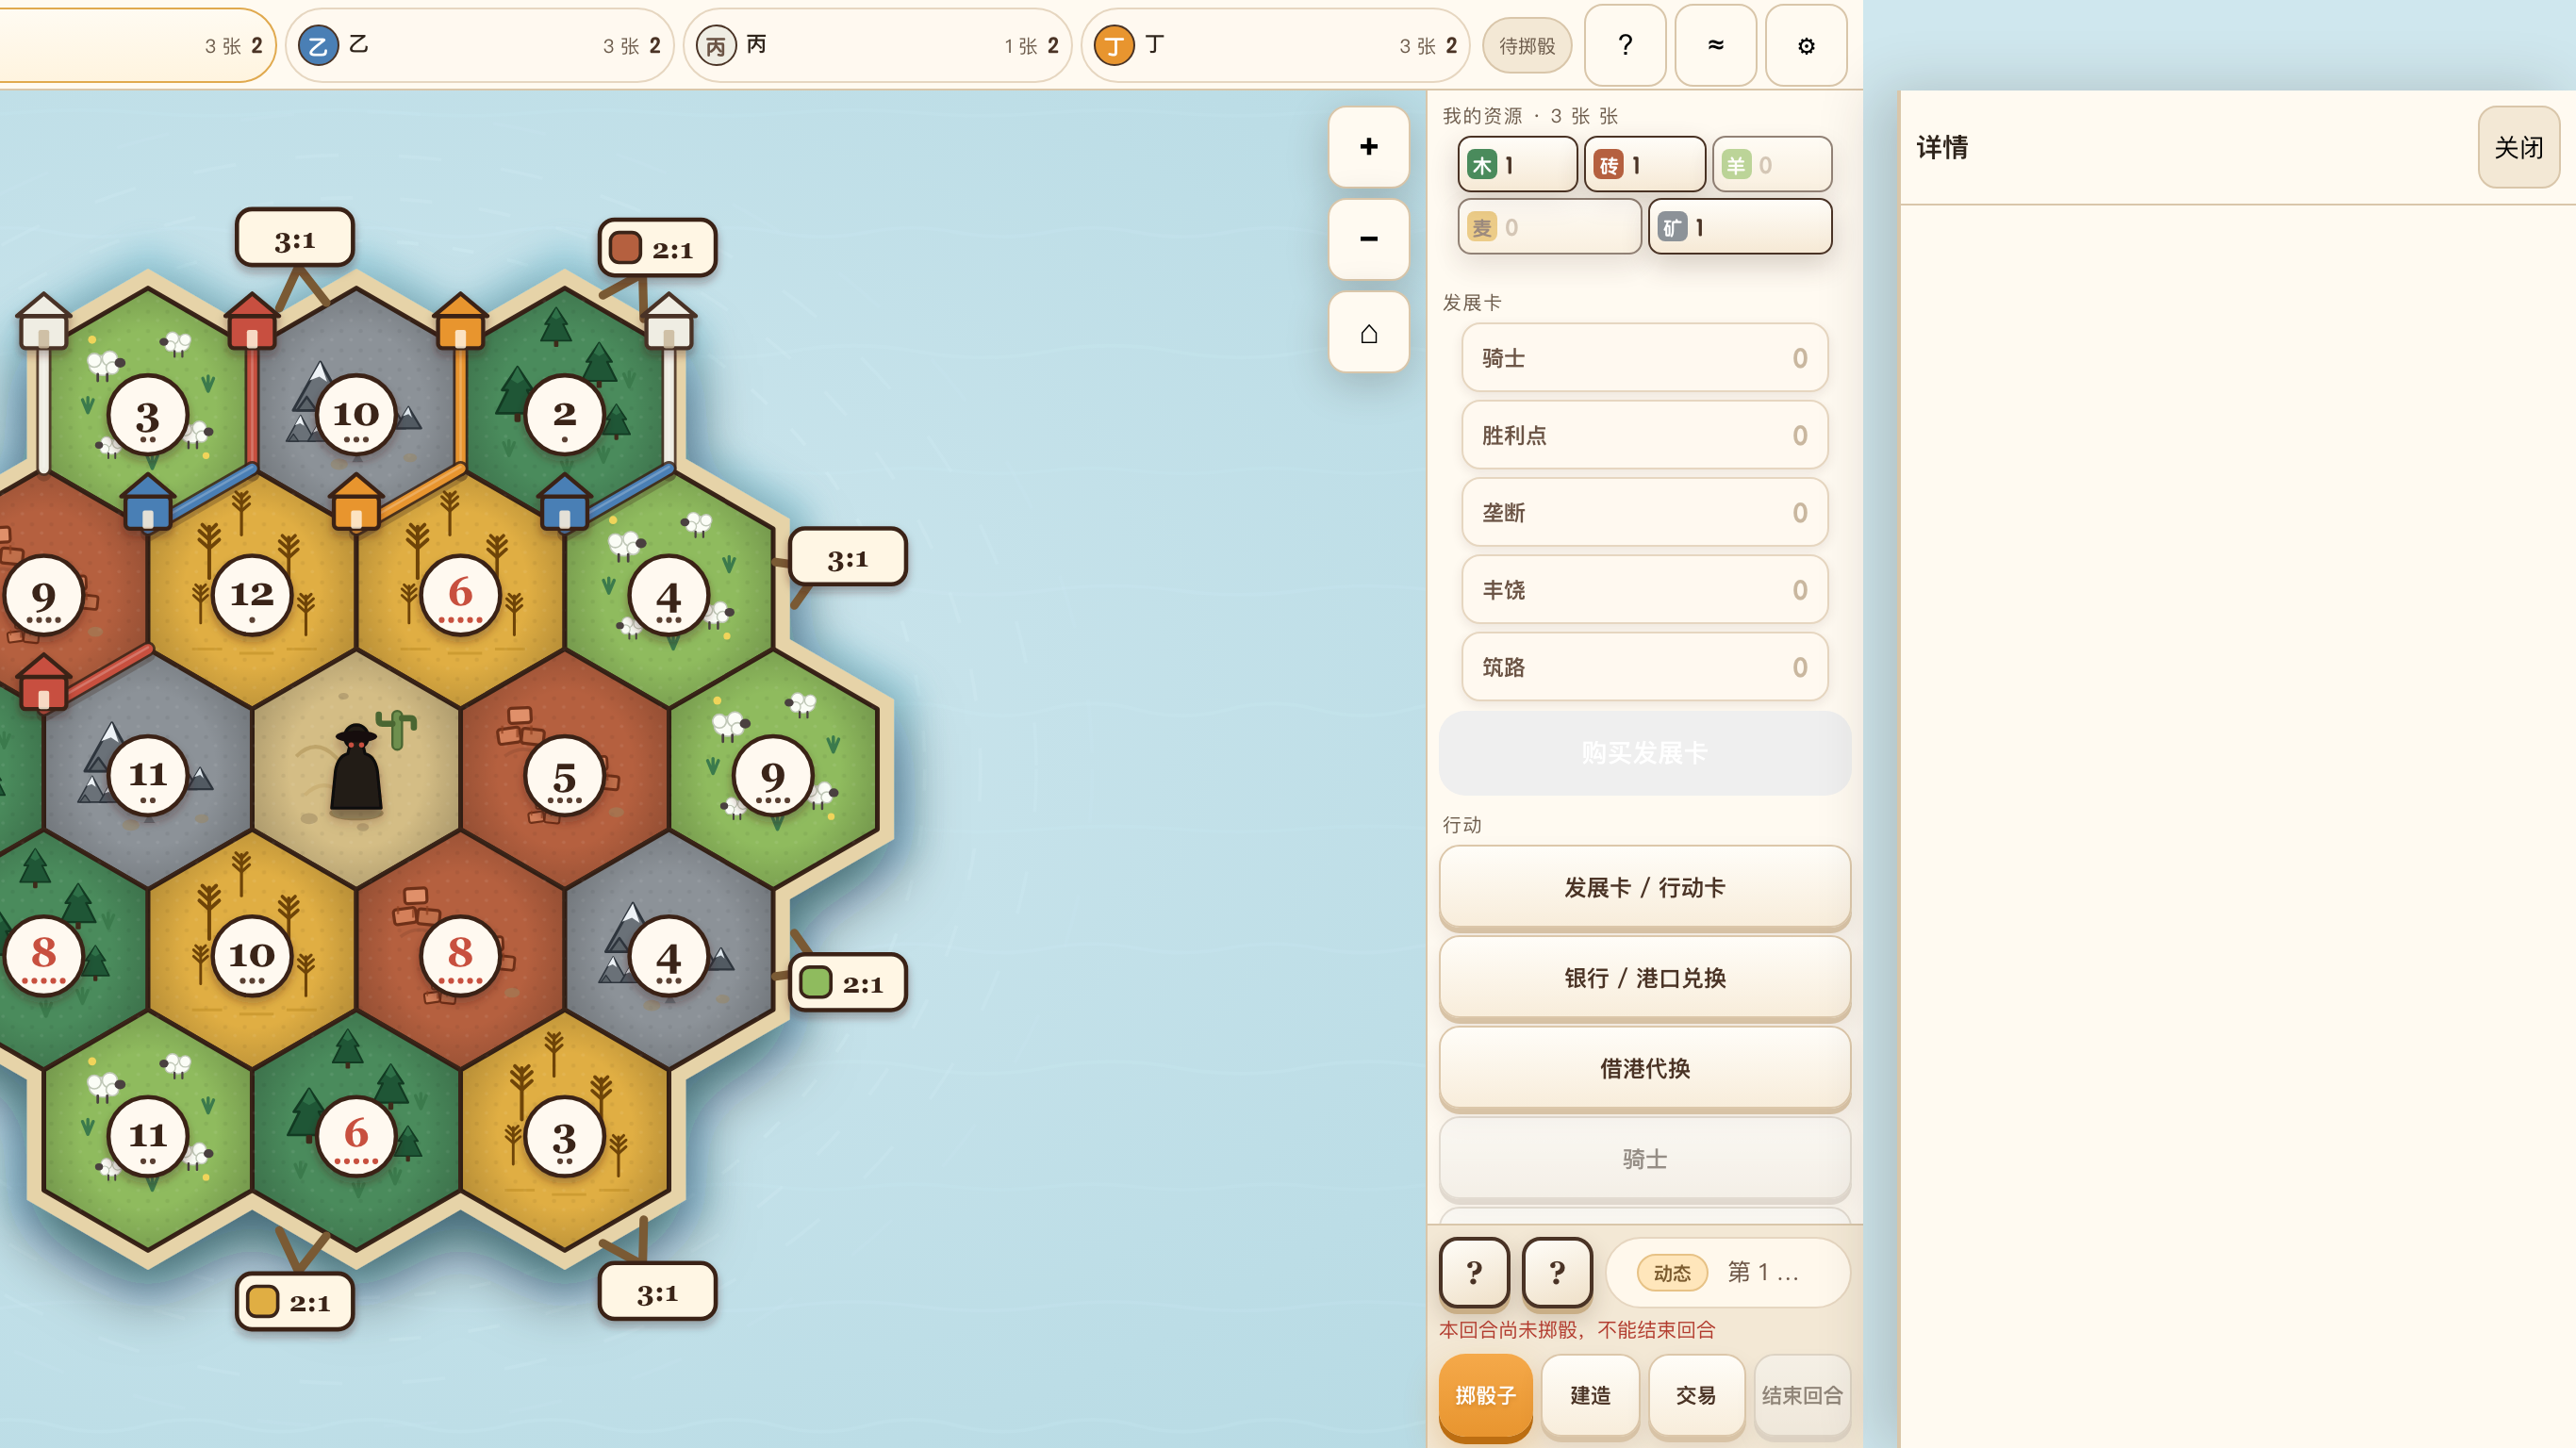 3 张 2
乙 乙 3 张 2
丙 丙 1 张 2
丁 丁 3 张 2
待掷骰
? ≈ ⚙
我的资源 · 3 张 张
木 1 砖 1 羊 0
麦 0 矿 1
发展卡
骑士 0
胜利点 0
垄断 0
丰饶 0
筑路 0
购买发展卡
行动
发展卡 / 行动卡
银行 / 港口兑换
借港代换
骑士
? ? 动态 第 1 …
本回合尚未掷骰，不能结束回合
掷骰子 建造 交易 结束回合
详情 关闭
+
−
⌂
3:1 2:1
3 10 2
3:1
9 12 6 4
11 5 9
8 10 8 4
2:1
11 6 3
2:1 3:1